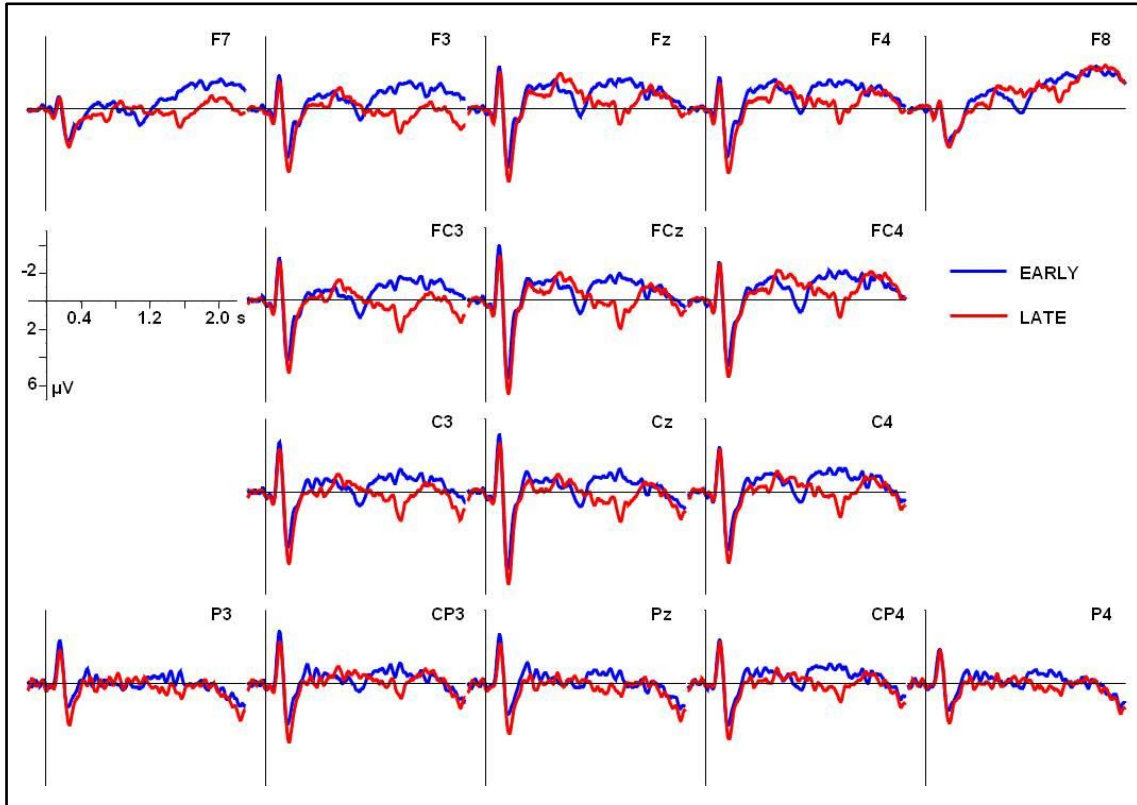 F7 F3 Fz F4 F8
FC3 FCz FC4
-2
0.4 1.2 2.0 s
2
6 µV
EARLY
LATE
C3 Cz C4
P3 CP3 Pz CP4 P4